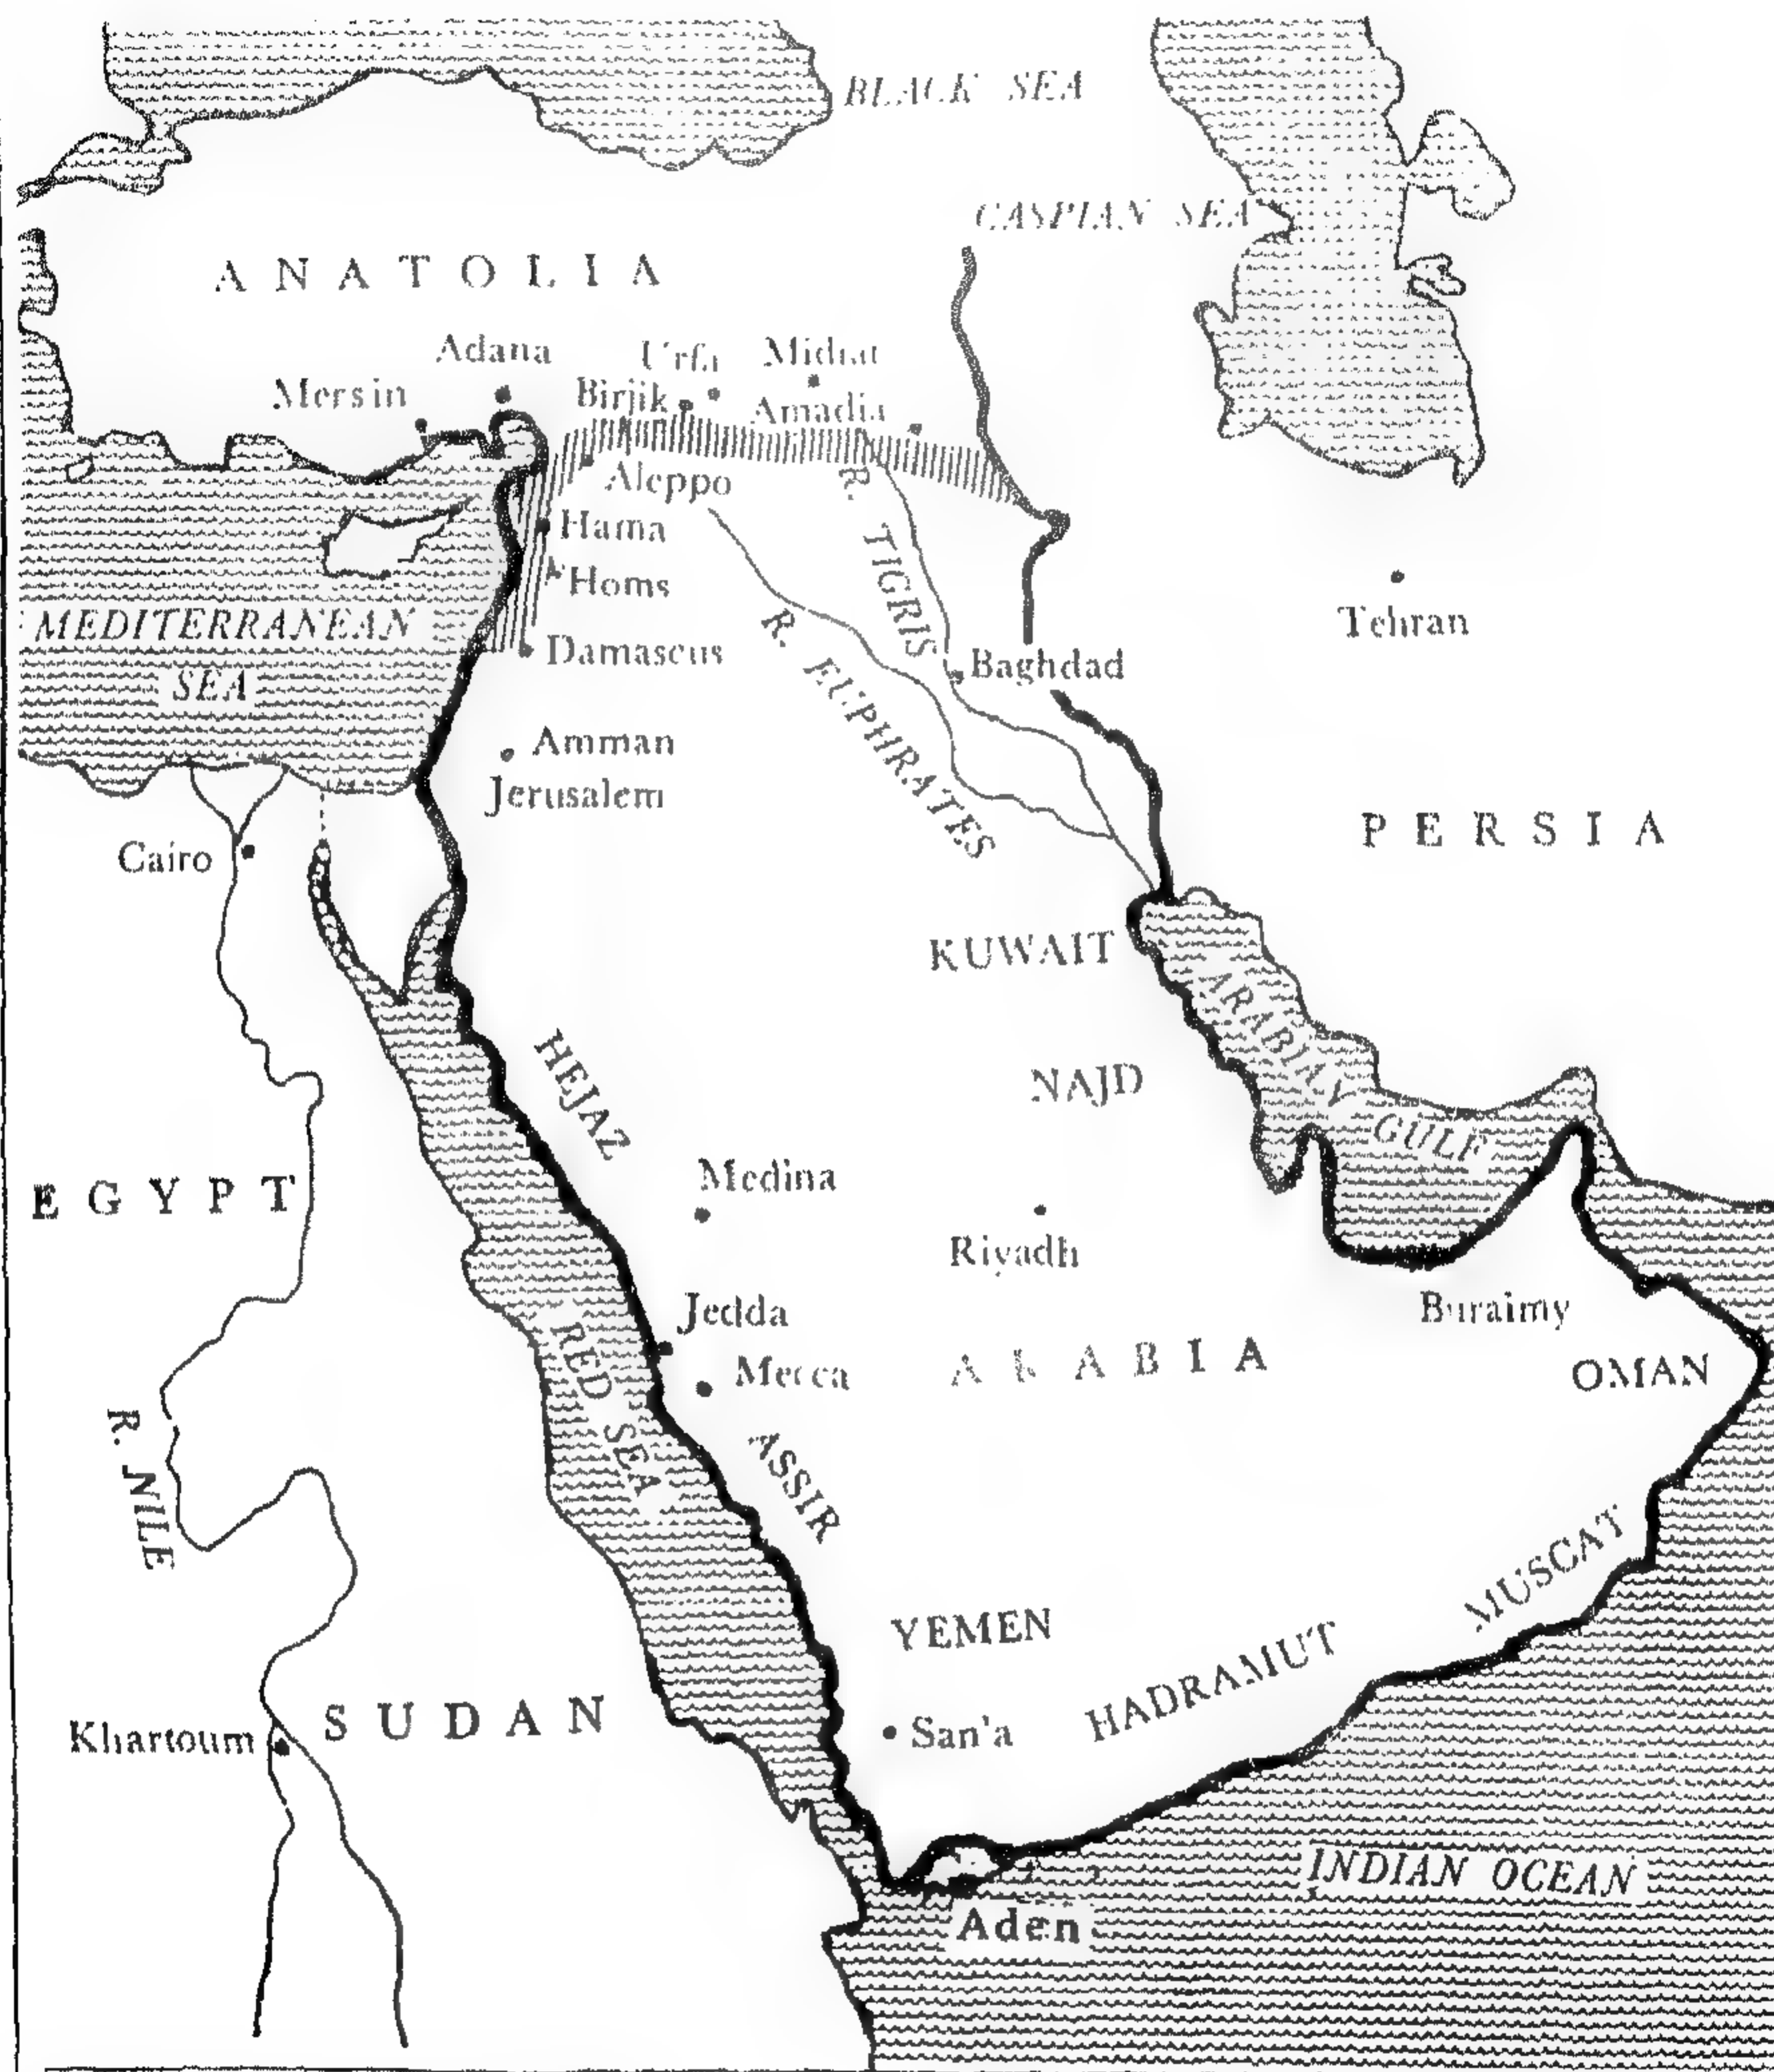 BLACK SEA
CASPIAN SEA
ANATOLIA
Adana
Urfa
Midiat
Mersin
Birjik
Amadia
Aleppo
Hama
Homs
R. TIGRIS
MEDITERRANEAN
SEA
Damascus
Baghdad
Tehran
R. EUPHRATES
Amman
Jerusalem
Cairo
PERSIA
KUWAIT
ARABIAN
GULF
HEJAZ
NAJD
EGYPT
Medina
Riyadh
Jedda
Buraimy
RED SEA
Mecca
ARABIA
OMAN
R. NILE
ASSIR
MUSCAT
YEMEN
HADRAMUT
Khartoum
SUDAN
San'a
INDIAN OCEAN
Aden